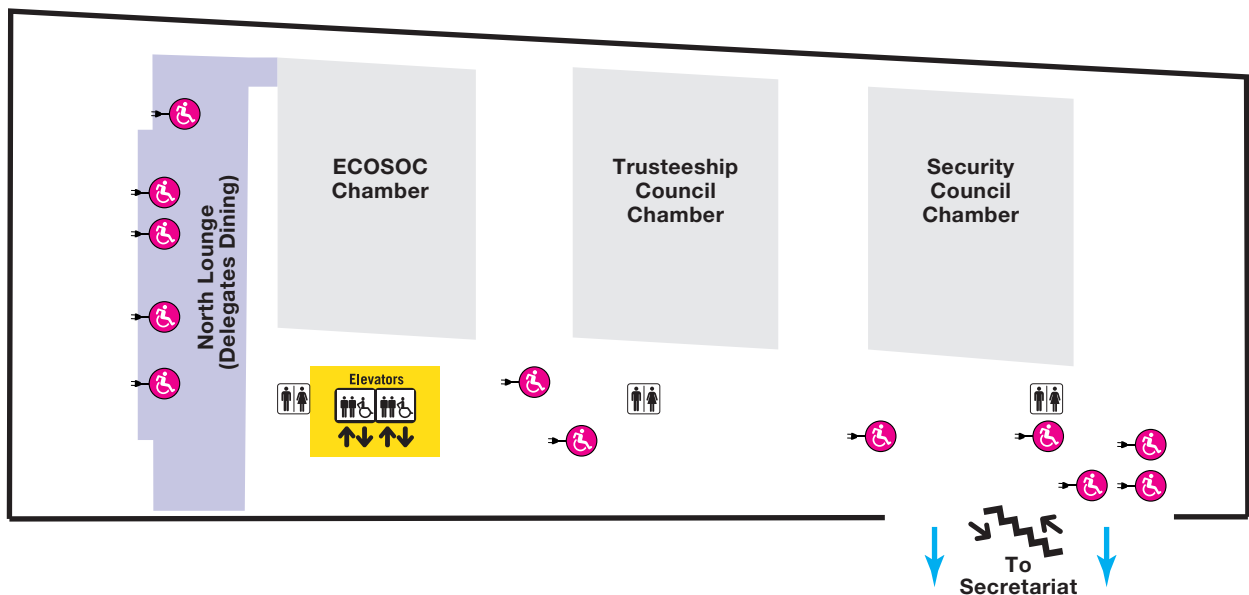 ECOSOC
Chamber
Trusteeship
Council
Chamber
Security
Council
Chamber
North Lounge
(Delegates Dining)
Elevators
To
Secretariat